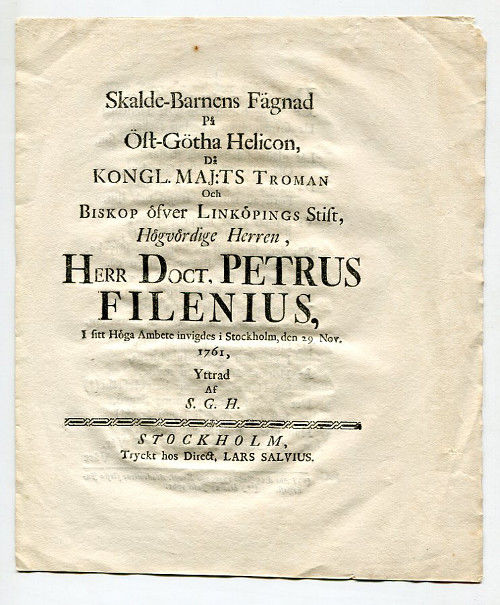 Skalde-Barnens Fägnad
På
Öst-Götha Helicon,
Då
KONGL. MAJ:TS TROMAN
Och
BISKOP öfver LINKÖPINGS Stift,
Högvördige Herren,
HERR DOCT. PETRUS
FILENIUS,
I sitt Höga Ambete invigdes i Stockholm, den 29 Nov.
1761,
Yttrad
Af
S. G. H.
STOCKHOLM,
Tryckt hos Direct, LARS SALVIUS.